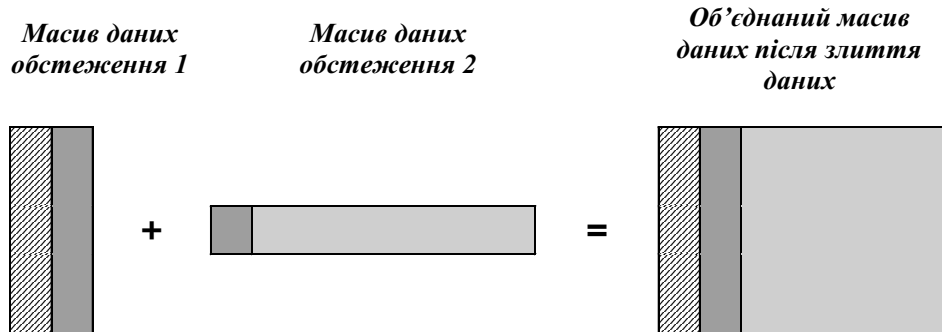 Масив даних
обстеження 1
Масив даних
обстеження 2
Об’єднаний масив
даних після злиття
даних
+
=